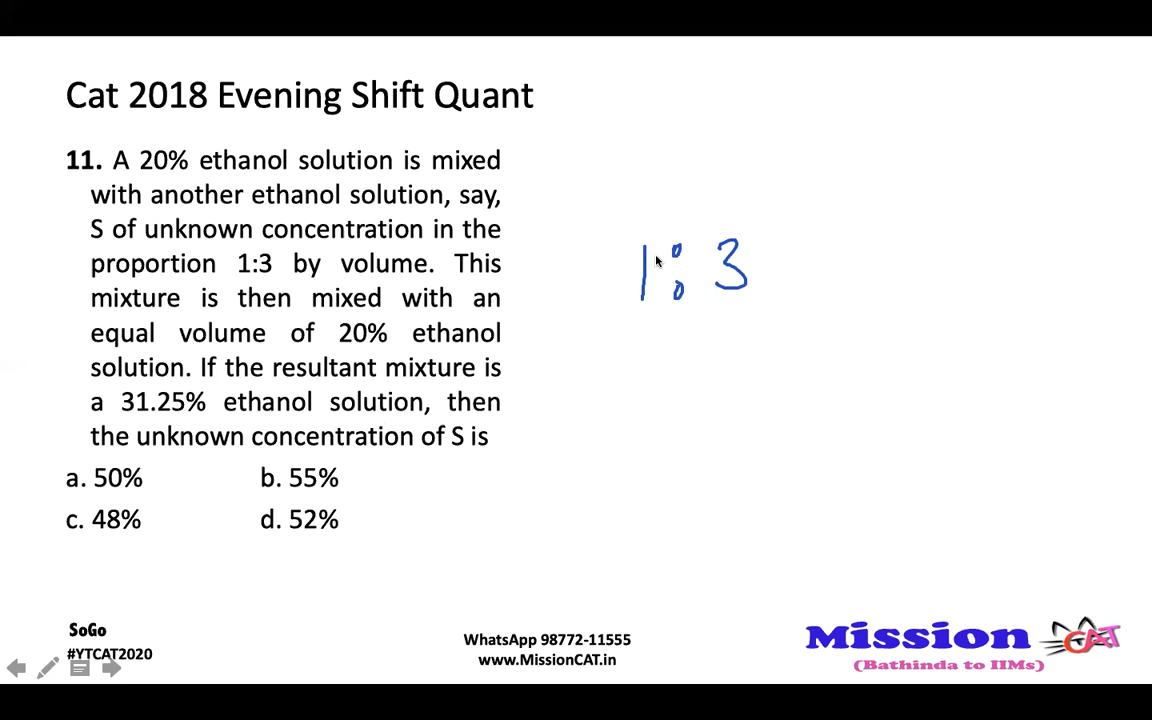 Cat 2018 Evening Shift Quant
11. A 20% ethanol solution is mixed
with another ethanol solution, say,
S of unknown concentration in the
proportion 1:3 by volume. This
mixture is then mixed with an
equal volume of 20% ethanol
solution. If the resultant mixture is
a 31.25% ethanol solution, then
the unknown concentration of S is
a. 50% b. 55%
c. 48% d. 52%
1 : 3
SoGo
#YTCAT2020
WhatsApp 98772-11555
www.MissionCAT.in
Mission CAT
(Bathinda to IIMs)